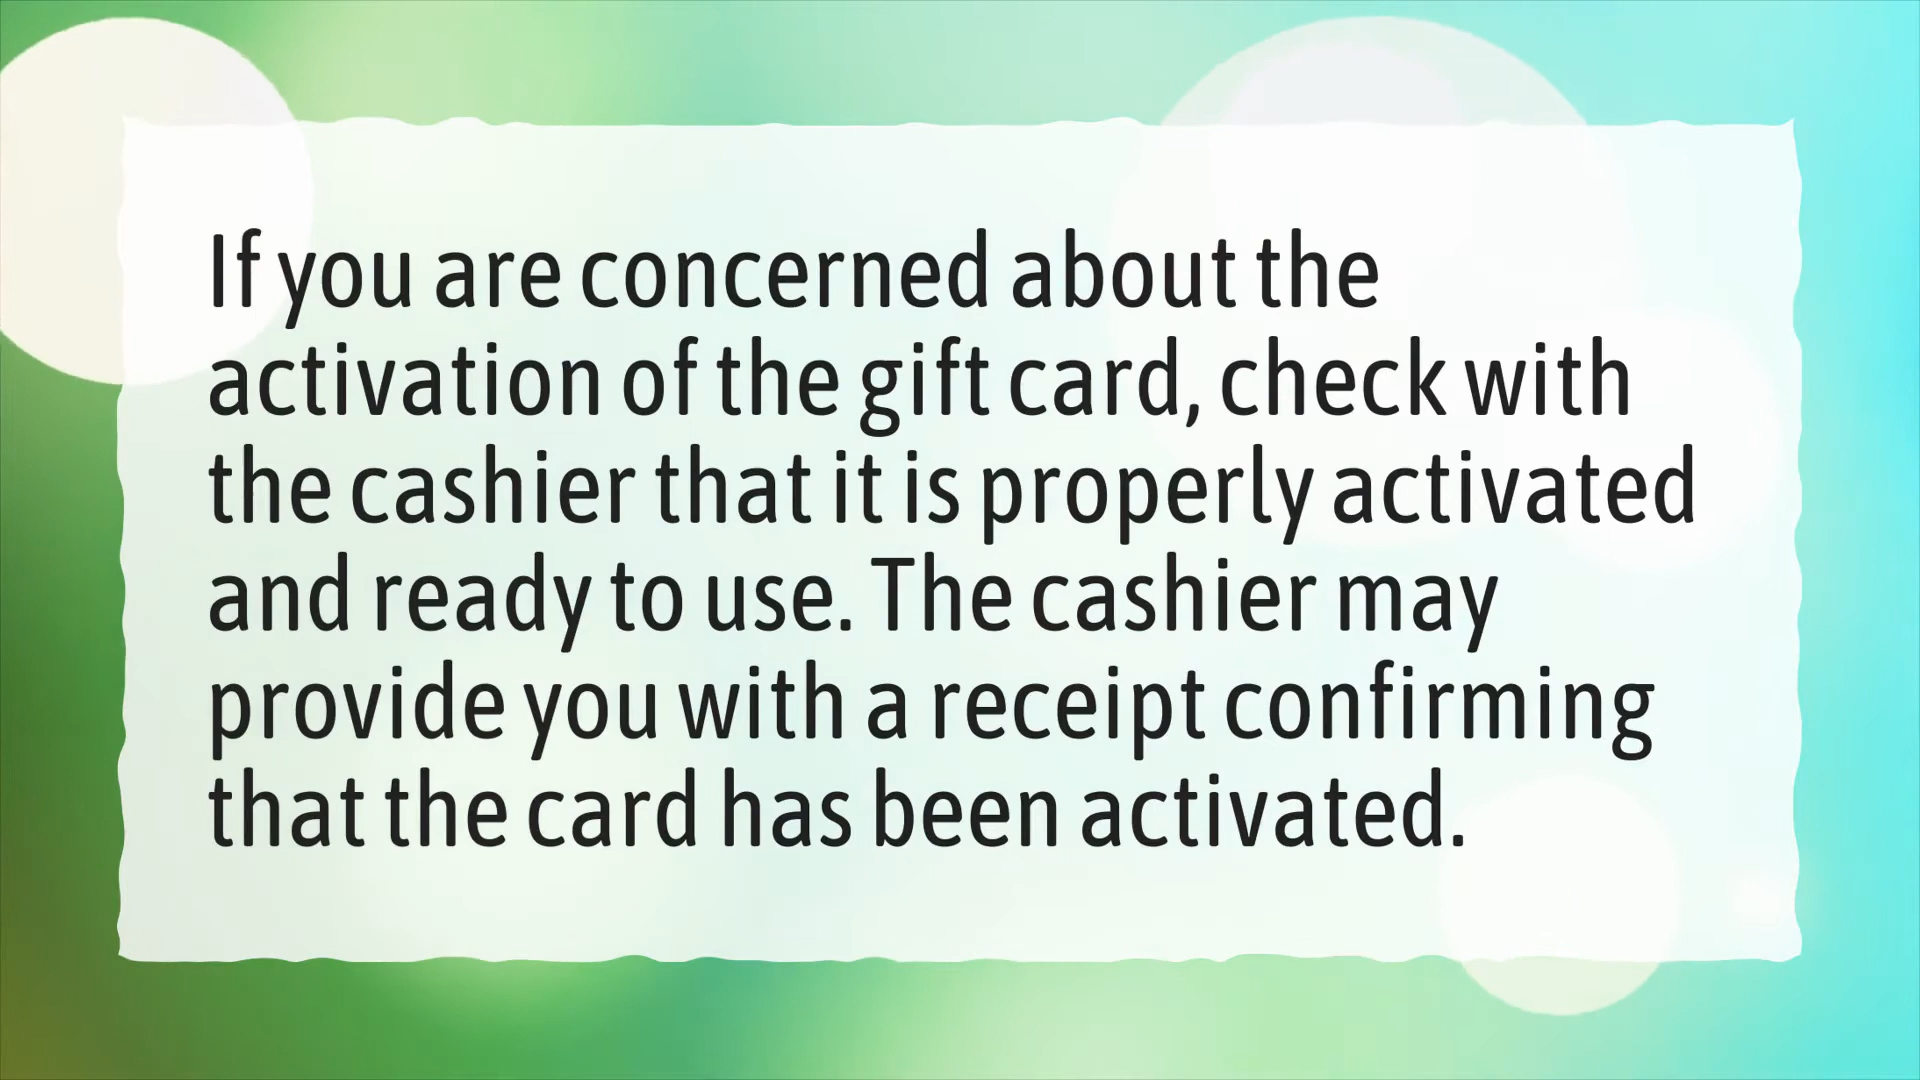 If you are concerned about the
activation of the gift card, check with
the cashier that it is properly activated
and ready to use. The cashier may
provide you with a receipt confirming
that the card has been activated.